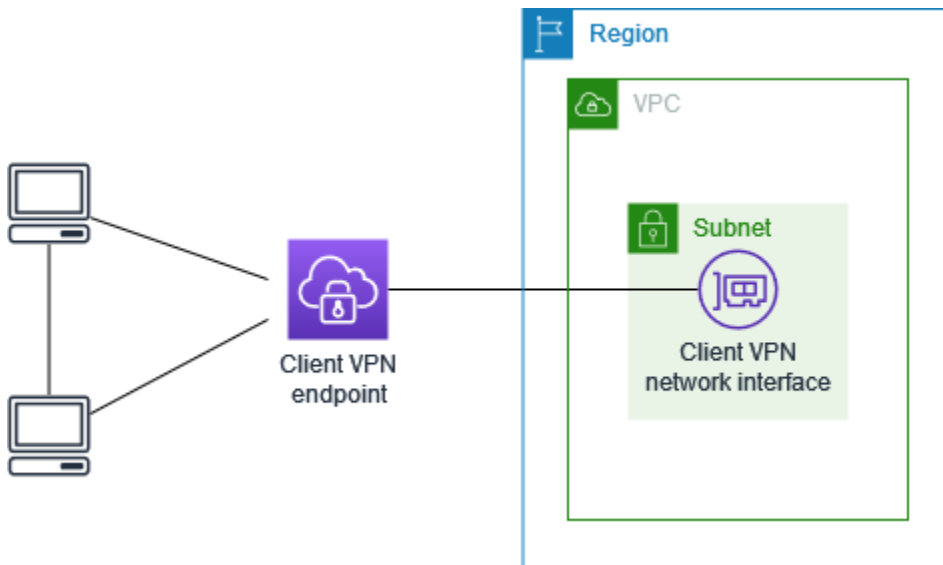 Region
VPC
Subnet
Client VPN
endpoint
Client VPN
network interface